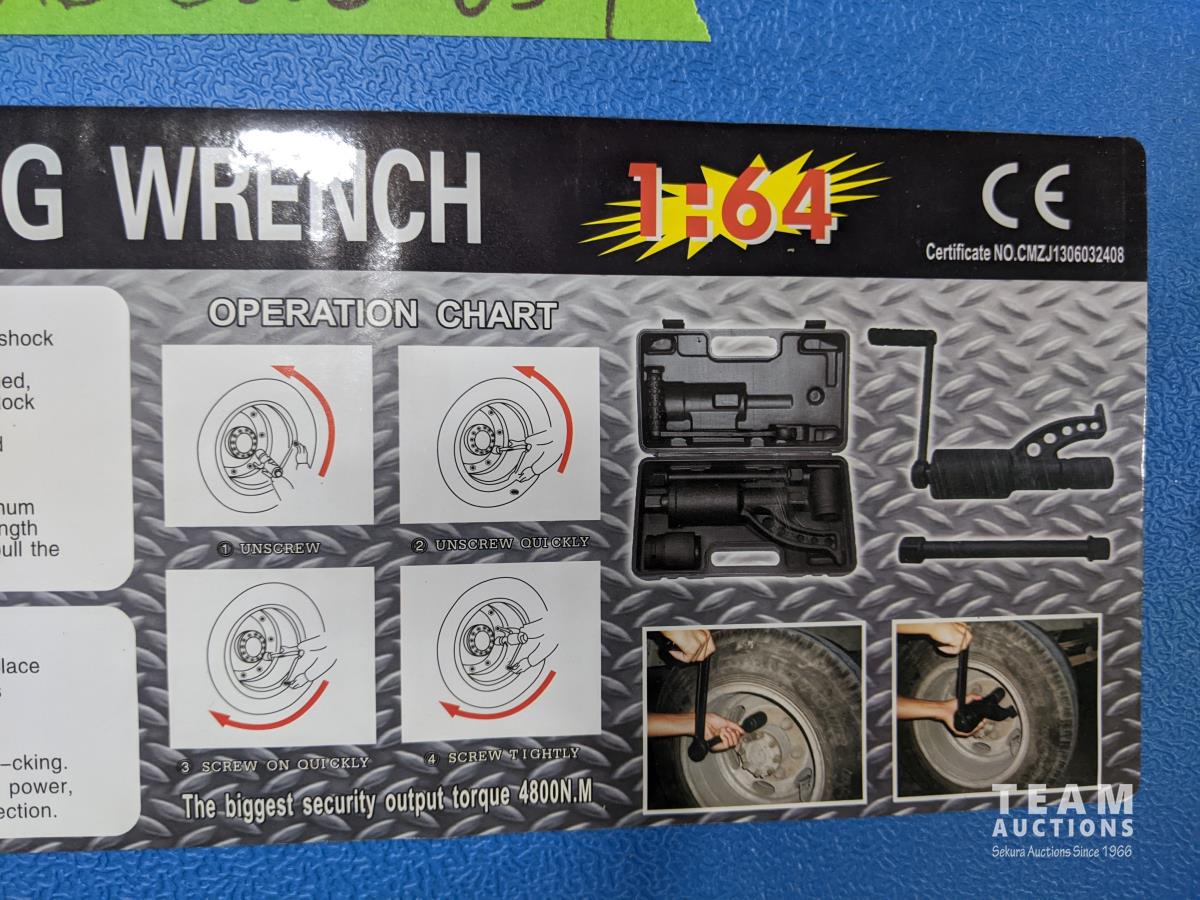 G WRENCH
1:64
CE
Certificate NO.CMZJ1306032408
shock
ed,
ock
num
ngth
pull the
lace
–cking.
power,
ection.
OPERATION CHART
① UNSCREW
② UNSCREW QUICKLY
3 SCREW ON QUICKLY
4 SCREW TIGHTLY
The biggest security output torque 4800N.M
TEAM
AUCTIONS
Sekura Auctions Since 1966